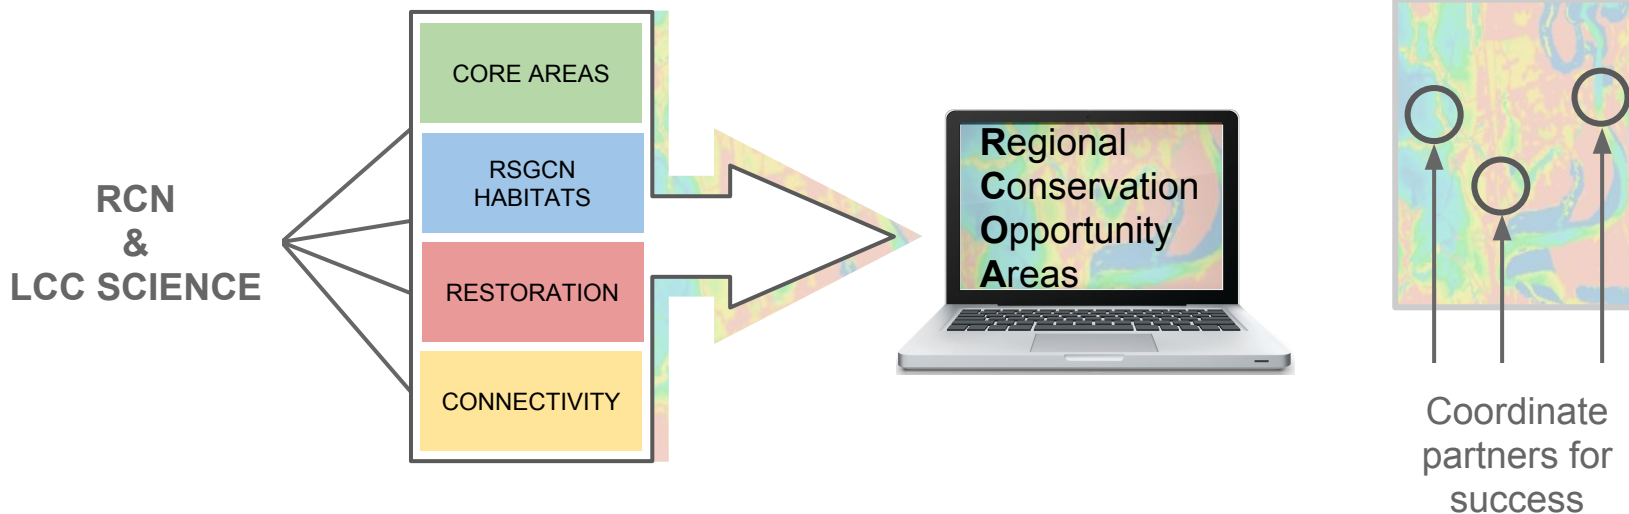 RCN
&
LCC SCIENCE
CORE AREAS
RSGCN
HABITATS
RESTORATION
CONNECTIVITY
Regional
Conservation
Opportunity
Areas
Coordinate
partners for
success